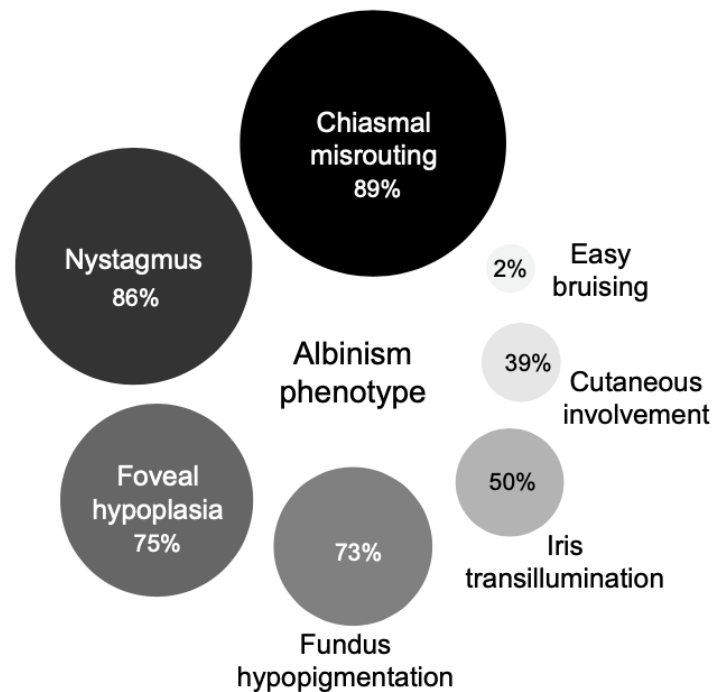 Chiasmal
misrouting
89%
Nystagmus
86%
2%
Easy
bruising
Albinism
phenotype
39%
Cutaneous
involvement
Foveal
hypoplasia
75%
50%
Iris
transillumination
73%
Fundus
hypopigmentation